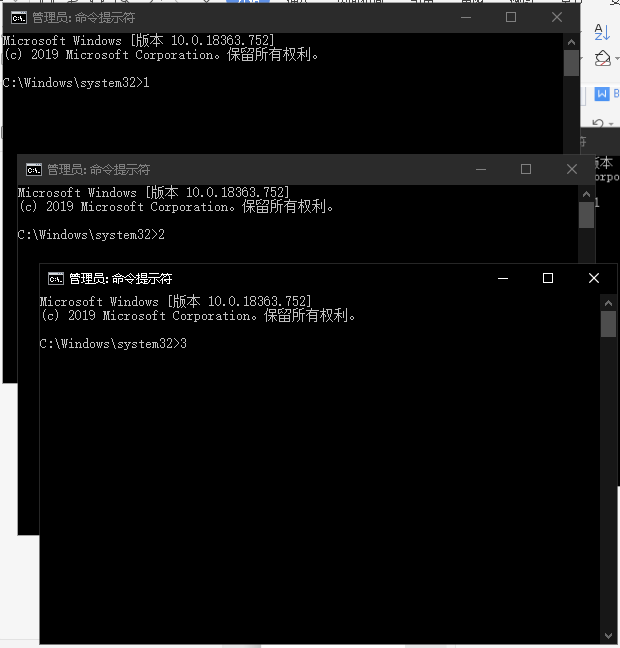 管理员: 命令提示符
Microsoft Windows [版本 10.0.18363.752]
(c) 2019 Microsoft Corporation。保留所有权利。
C:\Windows\system32>1
管理员: 命令提示符
Microsoft Windows [版本 10.0.18363.752]
(c) 2019 Microsoft Corporation。保留所有权利。
C:\Windows\system32>2
管理员: 命令提示符
Microsoft Windows [版本 10.0.18363.752]
(c) 2019 Microsoft Corporation。保留所有权利。
C:\Windows\system32>3